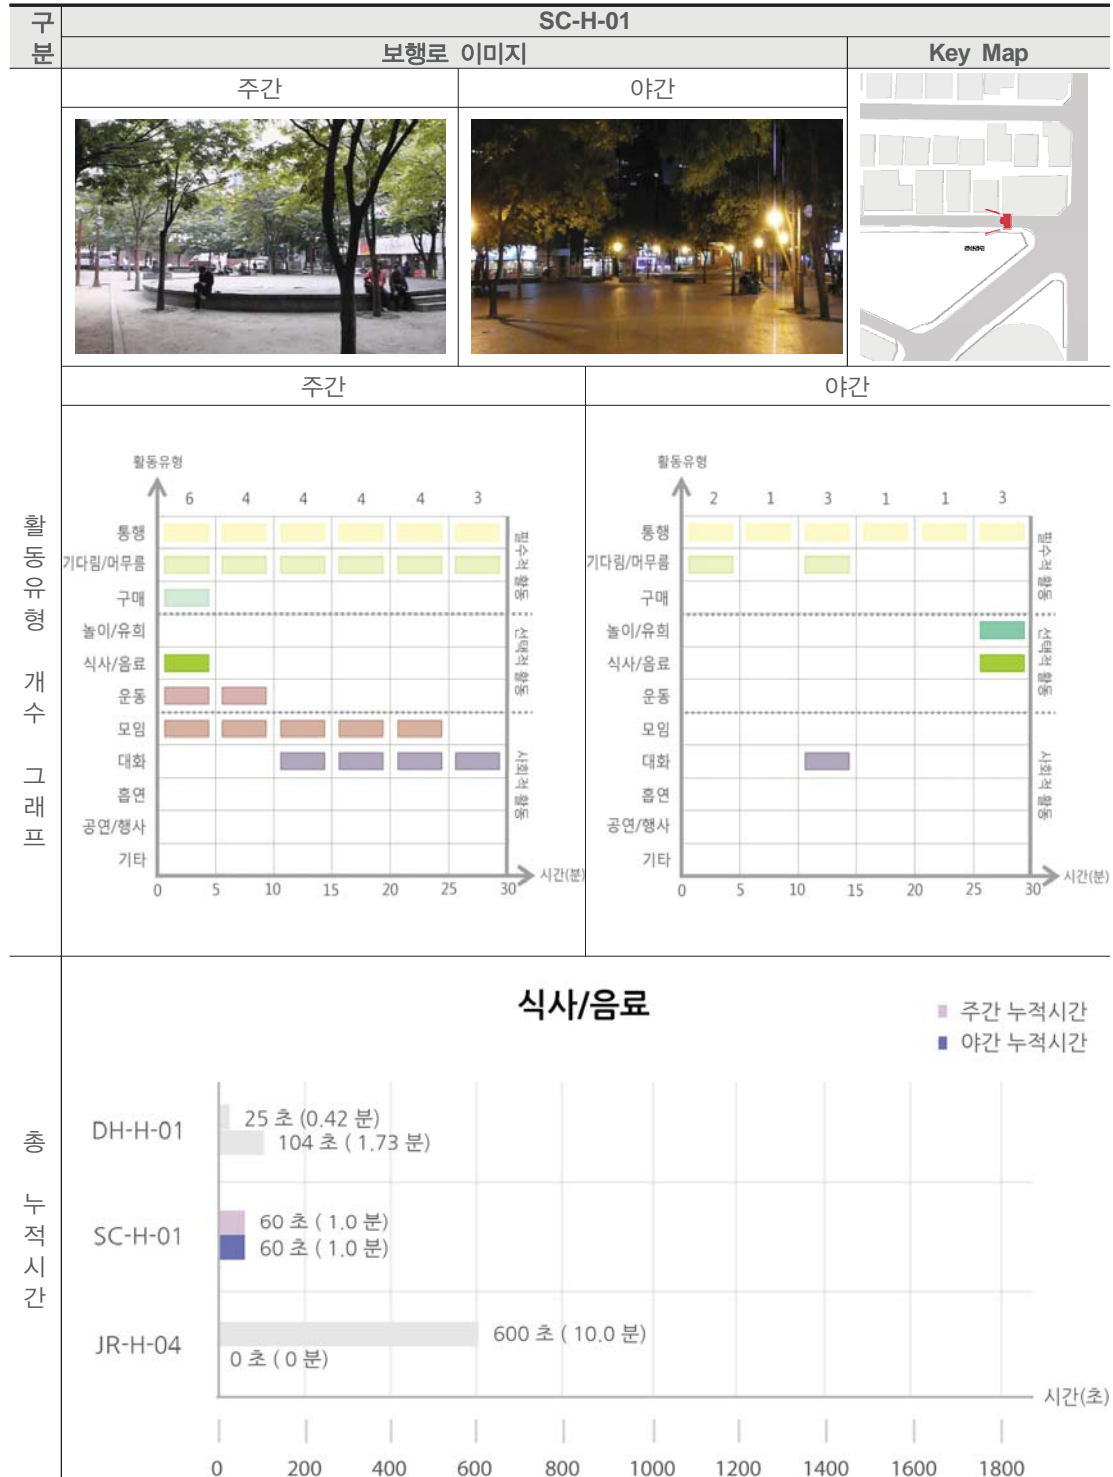 구분
SC-H-01
보행로 이미지
Key Map
주간
야간
활동유형 개수 그래프
주간
야간
활동유형
6 4 4 4 4 3
통행
기다림/머무름
구매
놀이/유희
식사/음료
운동
모임
대화
흡연
공연/행사
기타
필수적 활동
선택적 활동
사회적 활동
0 5 10 15 20 25 30
시간(분)
활동유형
2 1 3 1 1 3
통행
기다림/머무름
구매
놀이/유희
식사/음료
운동
모임
대화
흡연
공연/행사
기타
필수적 활동
선택적 활동
사회적 활동
0 5 10 15 20 25 30
시간(분)
총 누적시간
식사/음료
주간 누적시간
야간 누적시간
DH-H-01
25 초 (0.42 분)
104 초 ( 1.73 분)
SC-H-01
60 초 ( 1.0 분)
60 초 ( 1.0 분)
JR-H-04
600 초 ( 10.0 분)
0 초 ( 0 분)
시간(초)
0 200 400 600 800 1000 1200 1400 1600 1800